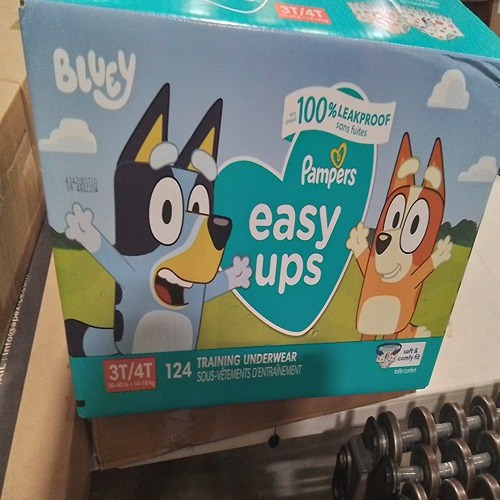 3T/4T
BLUEY
100% LEAKPROOF
sans fuites
Pampers
easy
ups
3T/4T
124 TRAINING UNDERWEAR
SOUS-VÊTEMENTS D'ENTRAÎNEMENT
soft &
comfy fit